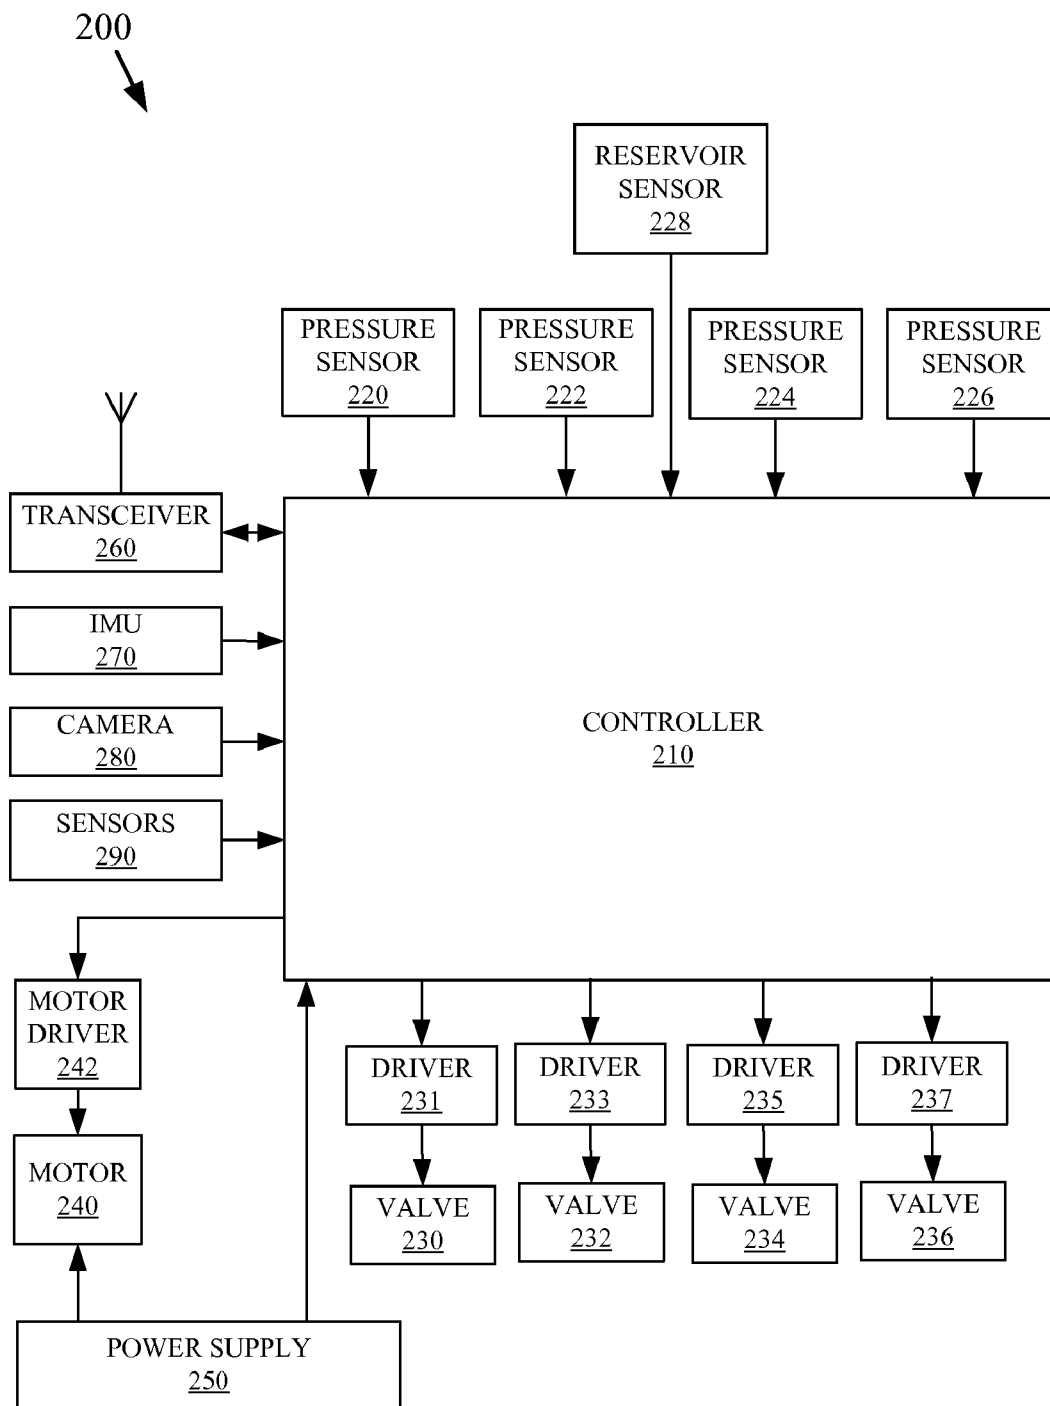 200
RESERVOIR
SENSOR
228
PRESSURE
SENSOR
220
PRESSURE
SENSOR
222
PRESSURE
SENSOR
224
PRESSURE
SENSOR
226
TRANSCEIVER
260
IMU
270
CAMERA
280
SENSORS
290
CONTROLLER
210
MOTOR
DRIVER
242
MOTOR
240
DRIVER
231
DRIVER
233
DRIVER
235
DRIVER
237
VALVE
230
VALVE
232
VALVE
234
VALVE
236
POWER SUPPLY
250